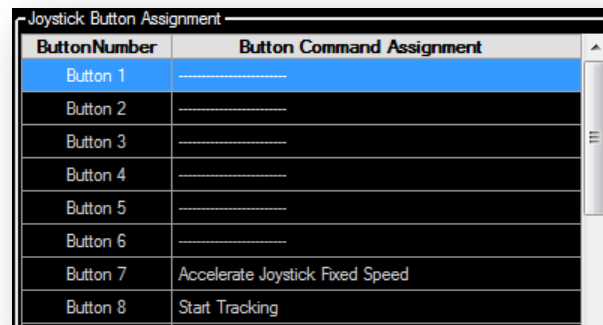 Joystick Button Assignment
ButtonNumber Button Command Assignment
Button 1 ------------------------
Button 2 ------------------------
Button 3 ------------------------
Button 4 ------------------------
Button 5 ------------------------
Button 6 ------------------------
Button 7 Accelerate Joystick Fixed Speed
Button 8 Start Tracking